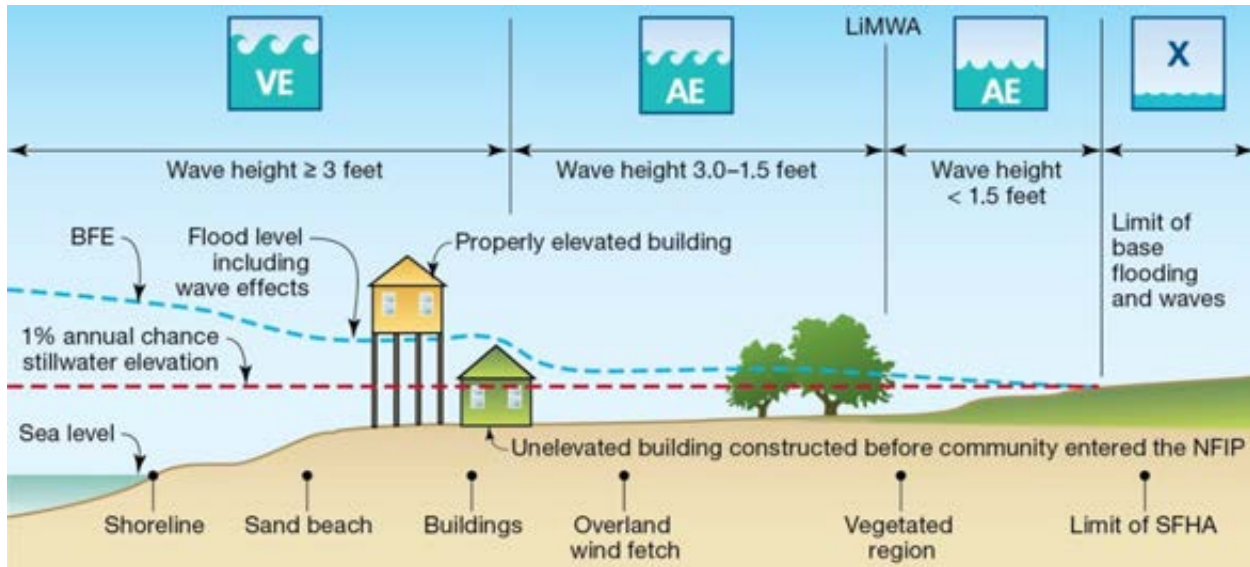 VE
AE
LiMWA
AE
X
Wave height ≥ 3 feet
Wave height 3.0–1.5 feet
Wave height
< 1.5 feet
BFE
Flood level
including
wave effects
Properly elevated building
Limit of
base
flooding
and waves
1% annual chance
stillwater elevation
Sea level
Unelevated building constructed before community entered the NFIP
Shoreline
Sand beach
Buildings
Overland
wind fetch
Vegetated
region
Limit of SFHA